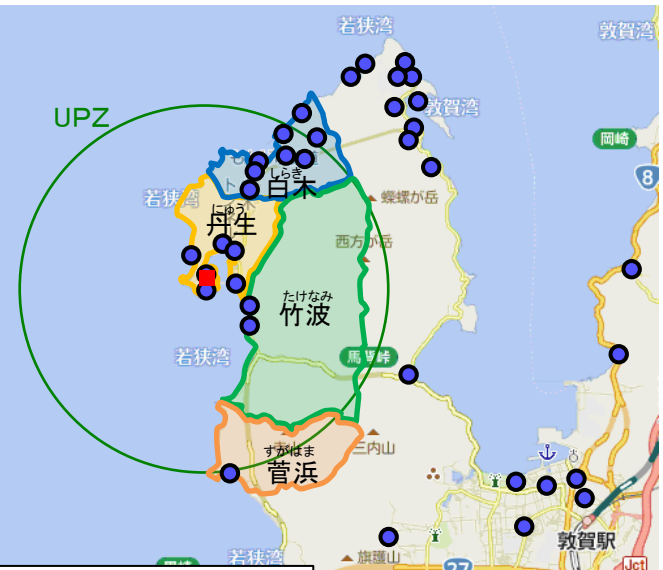 若狭湾
敦賀湾
UPZ
敦賀湾
岡崎
8
しらき
白木
若狭湾
蠑螺が岳
にゅう
丹生
西方が岳
たけなみ
竹波
若狭湾
三内山
すがはま
菅浜
敦賀駅
若狭湾
旗護山
27
Jct